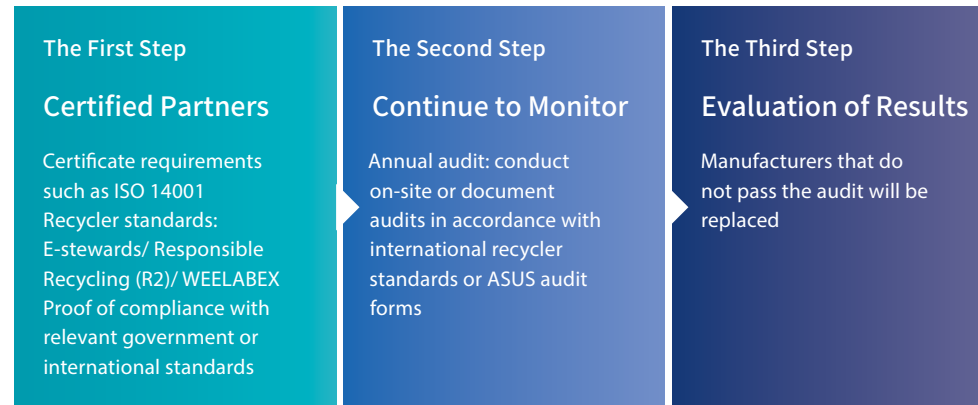 The First Step
Certified Partners
Certificate requirements
such as ISO 14001
Recycler standards:
E-stewards/ Responsible
Recycling (R2)/ WEELABEX
Proof of compliance with
relevant government or
international standards
The Second Step
Continue to Monitor
Annual audit: conduct
on-site or document
audits in accordance with
international recycler
standards or ASUS audit
forms
The Third Step
Evaluation of Results
Manufacturers that do
not pass the audit will be
replaced